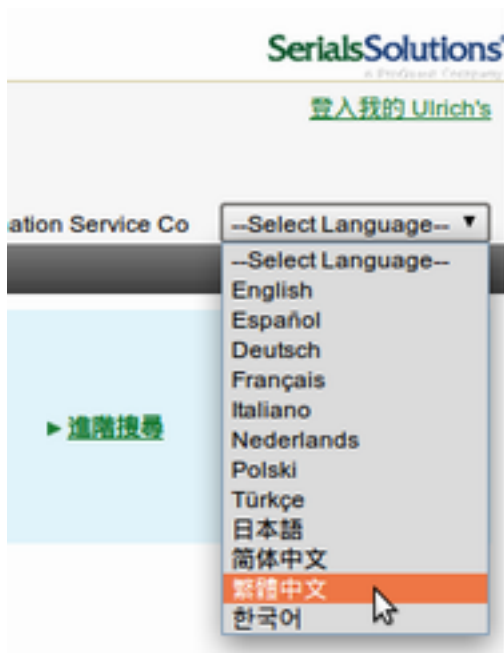 SerialsSolutions
A ProQuest Company
登入我的 Ulrich's
ation Service Co
--Select Language--
--Select Language--
English
Español
Deutsch
Français
Italiano
Nederlands
Polski
Türkçe
日本語
简体中文
繁體中文
한국어
▸ 進階搜尋